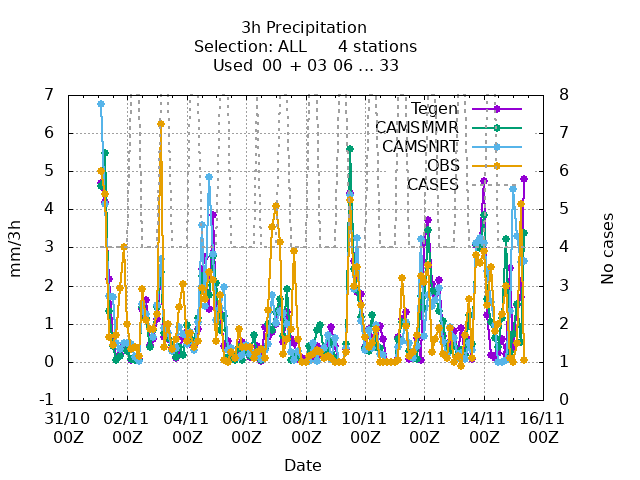 3h Precipitation
Selection: ALL 4 stations
Used 00 + 03 06 ... 33
7 8
Tegen
CAMSMMR
CAMSNRT
OBS
CASES
6 7
5 6
4 5
3 4
2 3
1 2
0 1
-1 0
mm/3h
No cases
31/10 02/11 04/11 06/11 08/11 10/11 12/11 14/11 16/11
00Z 00Z 00Z 00Z 00Z 00Z 00Z 00Z 00Z
Date